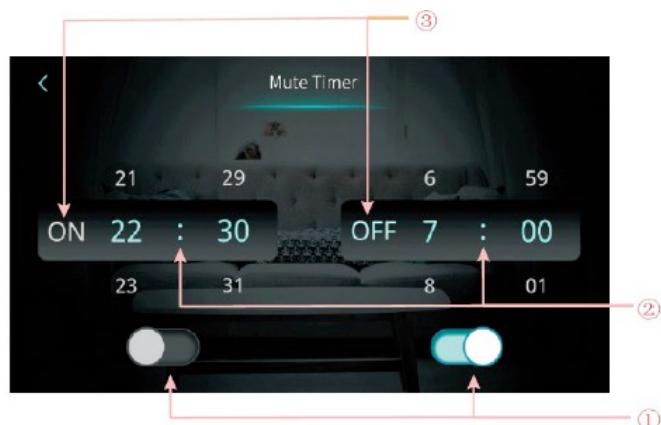 ③
< Mute Timer
21 29 6 59
ON 22 : 30 OFF 7 : 00
23 31 8 01
②
①